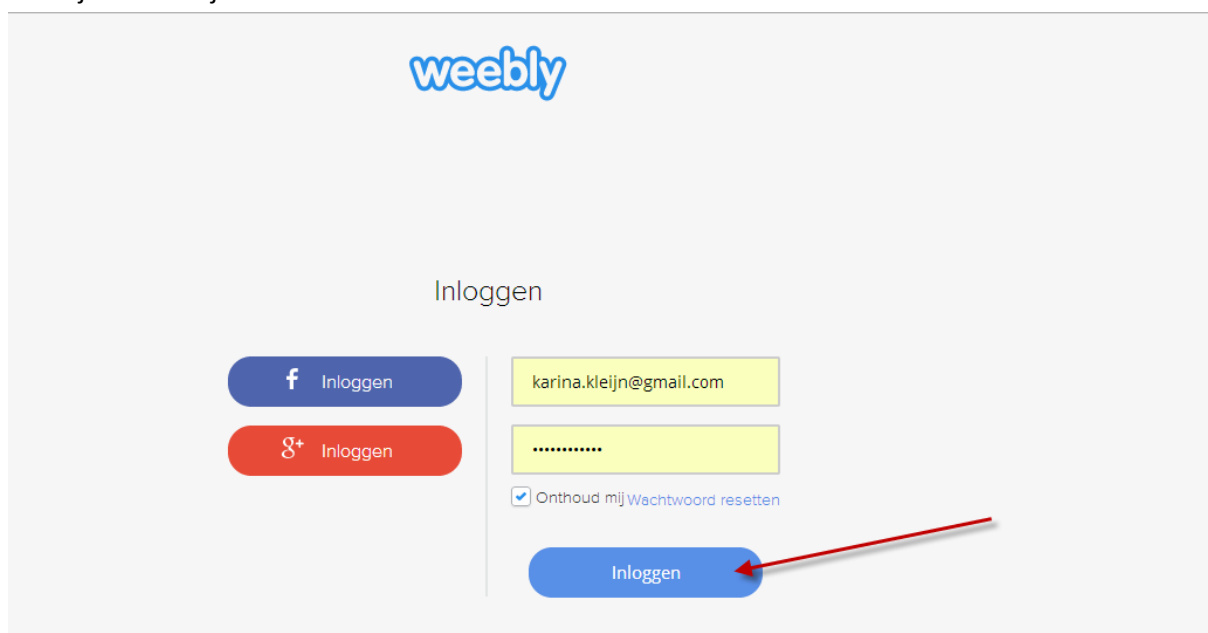 weebly
Inloggen
f Inloggen
g+ Inloggen
karina.kleijn@gmail.com
••••••••••••
Onthoud mij Wachtwoord resetten
Inloggen